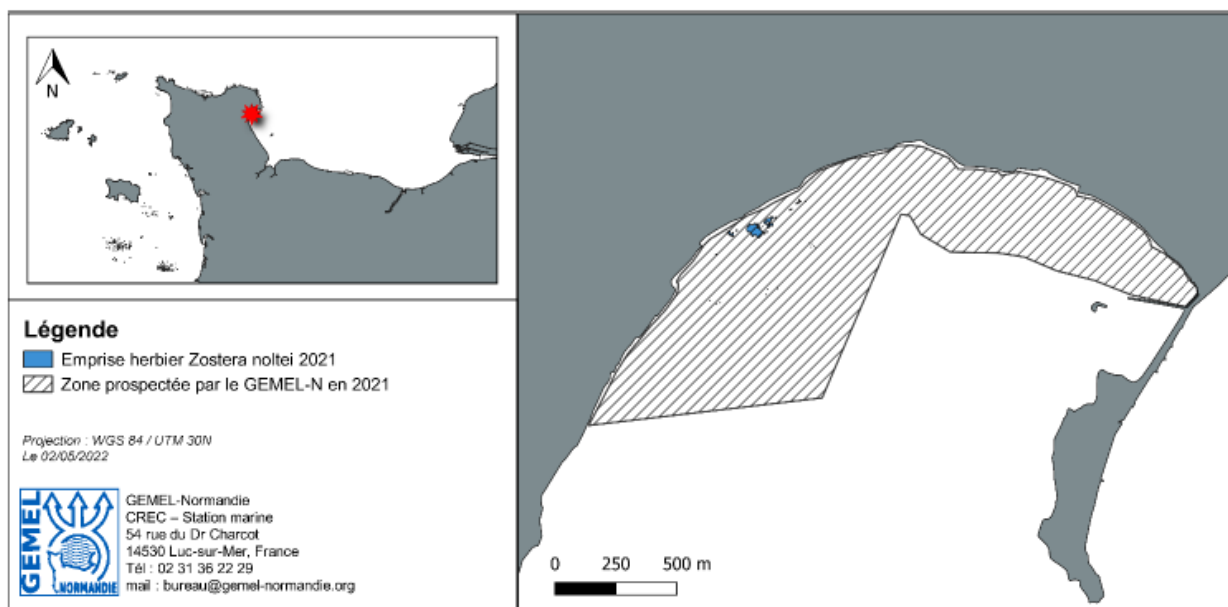 N
Légende
Emprise herbier Zostera noltei 2021
Zone prospectée par le GEMEL-N en 2021
Projection : WGS 84 / UTM 30N
Le 02/05/2022
GEMEL
NORMANDIE
GEMEL-Normandie
CREC – Station marine
54 rue du Dr Charcot
14530 Luc-sur-Mer, France
Tél : 02 31 36 22 29
mail : bureau@gemel-normandie.org
0 250 500 m